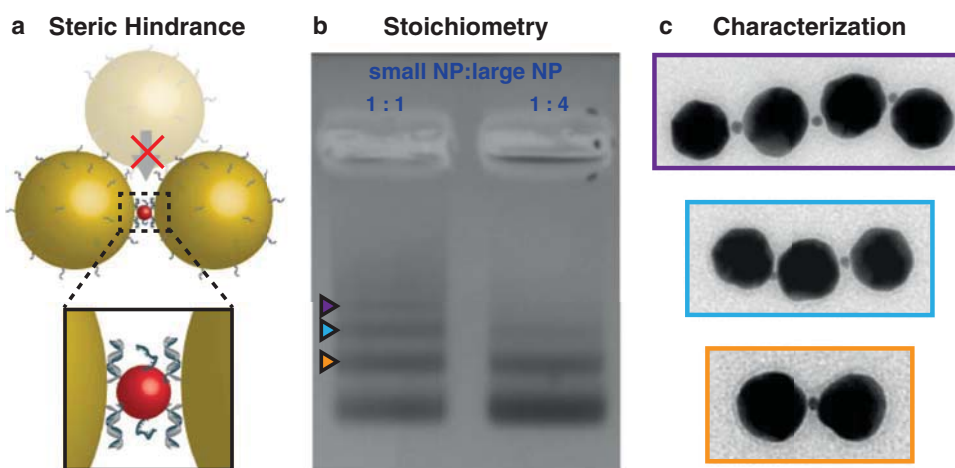 a Steric Hindrance
b Stoichiometry
small NP:large NP
1 : 1 1 : 4
c Characterization